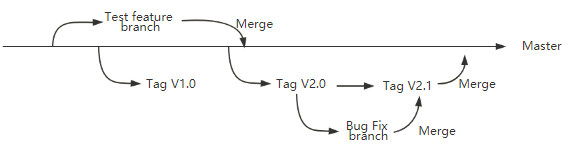 Test feature
branch
Merge
Master
Tag V1.0
Tag V2.0
Tag V2.1
Merge
Bug Fix
branch
Merge